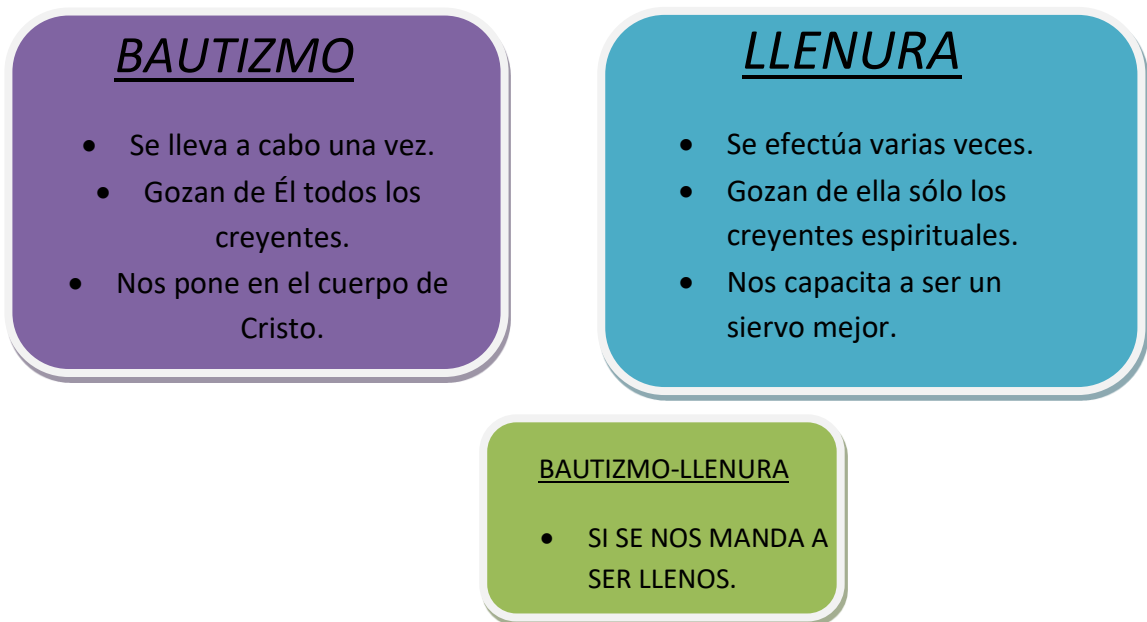 BAUTIZMO
• Se lleva a cabo una vez.
• Gozan de Él todos los
creyentes.
• Nos pone en el cuerpo de
Cristo.
LLENURA
• Se efectúa varias veces.
• Gozan de ella sólo los
creyentes espirituales.
• Nos capacita a ser un
siervo mejor.
BAUTIZMO-LLENURA
• SI SE NOS MANDA A
SER LLENOS.